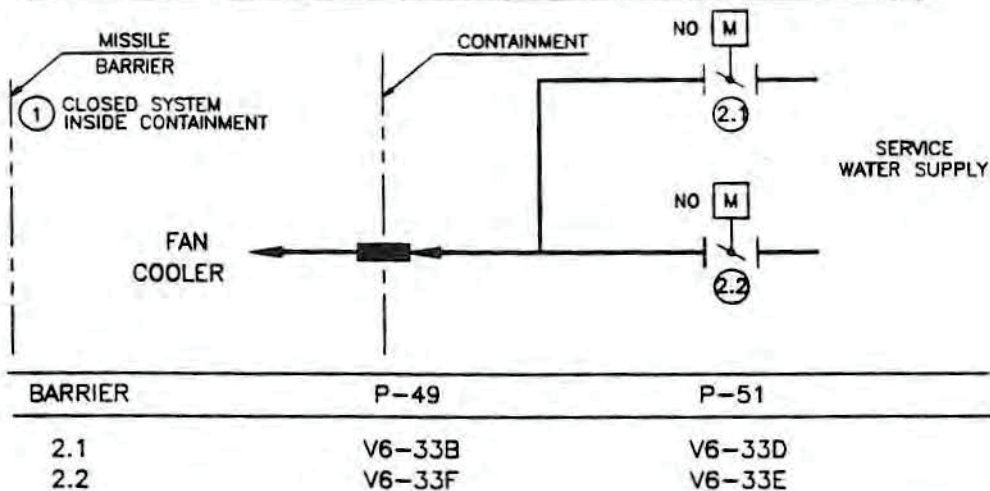 MISSILE
BARRIER
1 CLOSED SYSTEM
INSIDE CONTAINMENT
CONTAINMENT
NO M
2.1
SERVICE
WATER SUPPLY
NO M
2.2
FAN
COOLER
BARRIER P-49 P-51
2.1 V6-33B V6-33D
2.2 V6-33F V6-33E